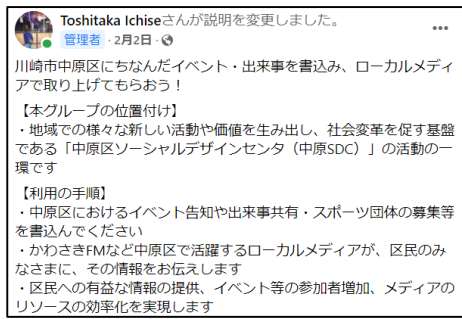 Toshitaka Ichiseさんが説明を変更しました。
管理者 · 2月2日 ·
川崎市中原区にちなんだイベント・出来事を書込み、ローカルメディ
アで取り上げてもらおう！
【本グループの位置付け】
・地域での様々な新しい活動や価値を生み出し、社会変革を促す基盤
である「中原区ソーシャルデザインセンタ（中原SDC）」の活動の一
環です
【利用の手順】
・中原区におけるイベント告知や出来事共有・スポーツ団体の募集等
を書込んでください
・かわさきFMなど中原区で活躍するローカルメディアが、区民のみ
なさまに、その情報をお伝えします
・区民への有益な情報の提供、イベント等の参加者増加、メディアの
リソースの効率化を実現します